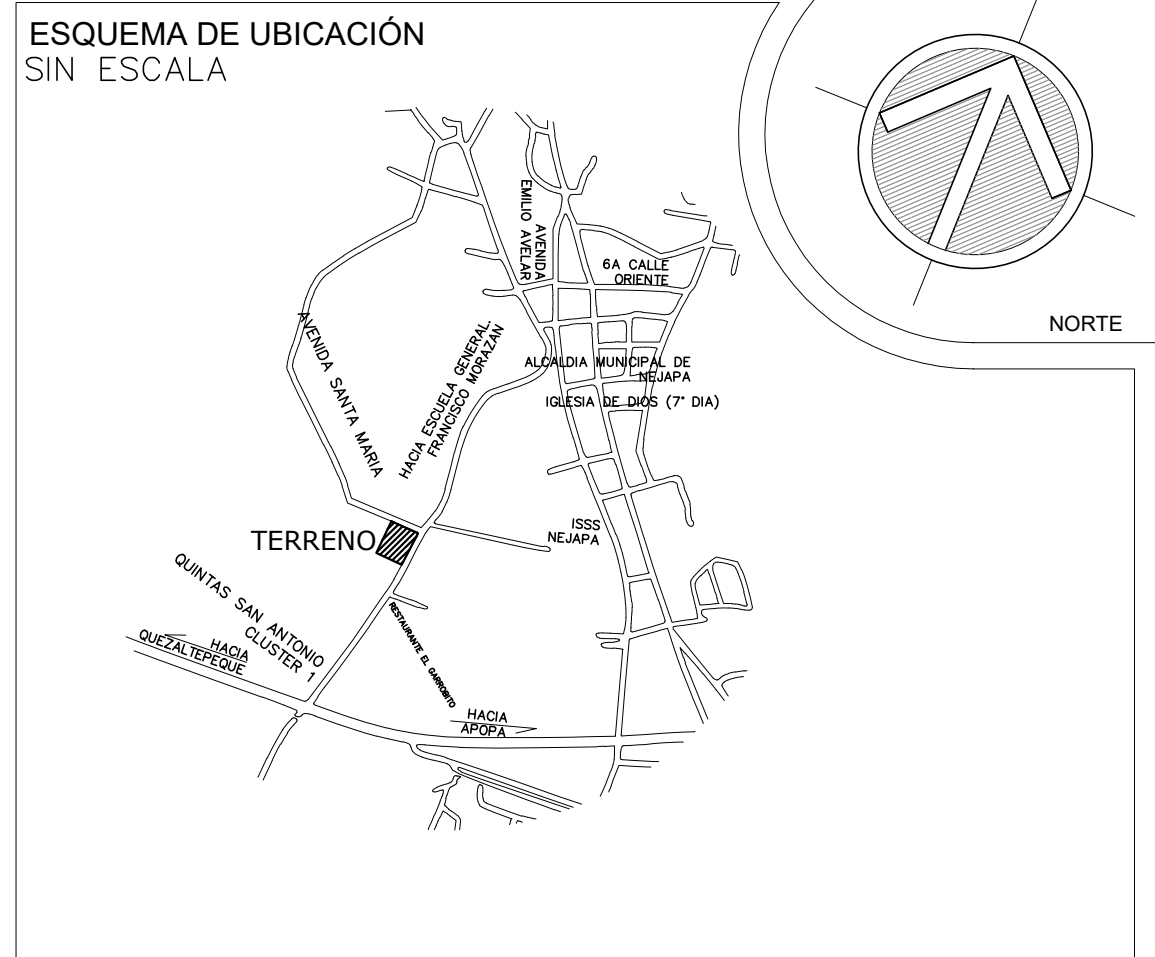 ESQUEMA DE UBICACIÓN
SIN ESCALA
NORTE
AVENIDA
EMILIO AVELAR
6A CALLE
ORIENTE
AVENIDA SANTA MARIA
HACIA ESCUELA GENERAL.
FRANCISCO MORAZAN
ALCALDIA MUNICIPAL DE
NEJAPA
IGLESIA DE DIOS (7° DIA)
ISSS
NEJAPA
TERRENO
QUINTAS SAN ANTONIO
CLUSTER 1
HACIA
QUEZALTEPEQUE
RESTAURANTE EL GARROBITO
HACIA
APOPA